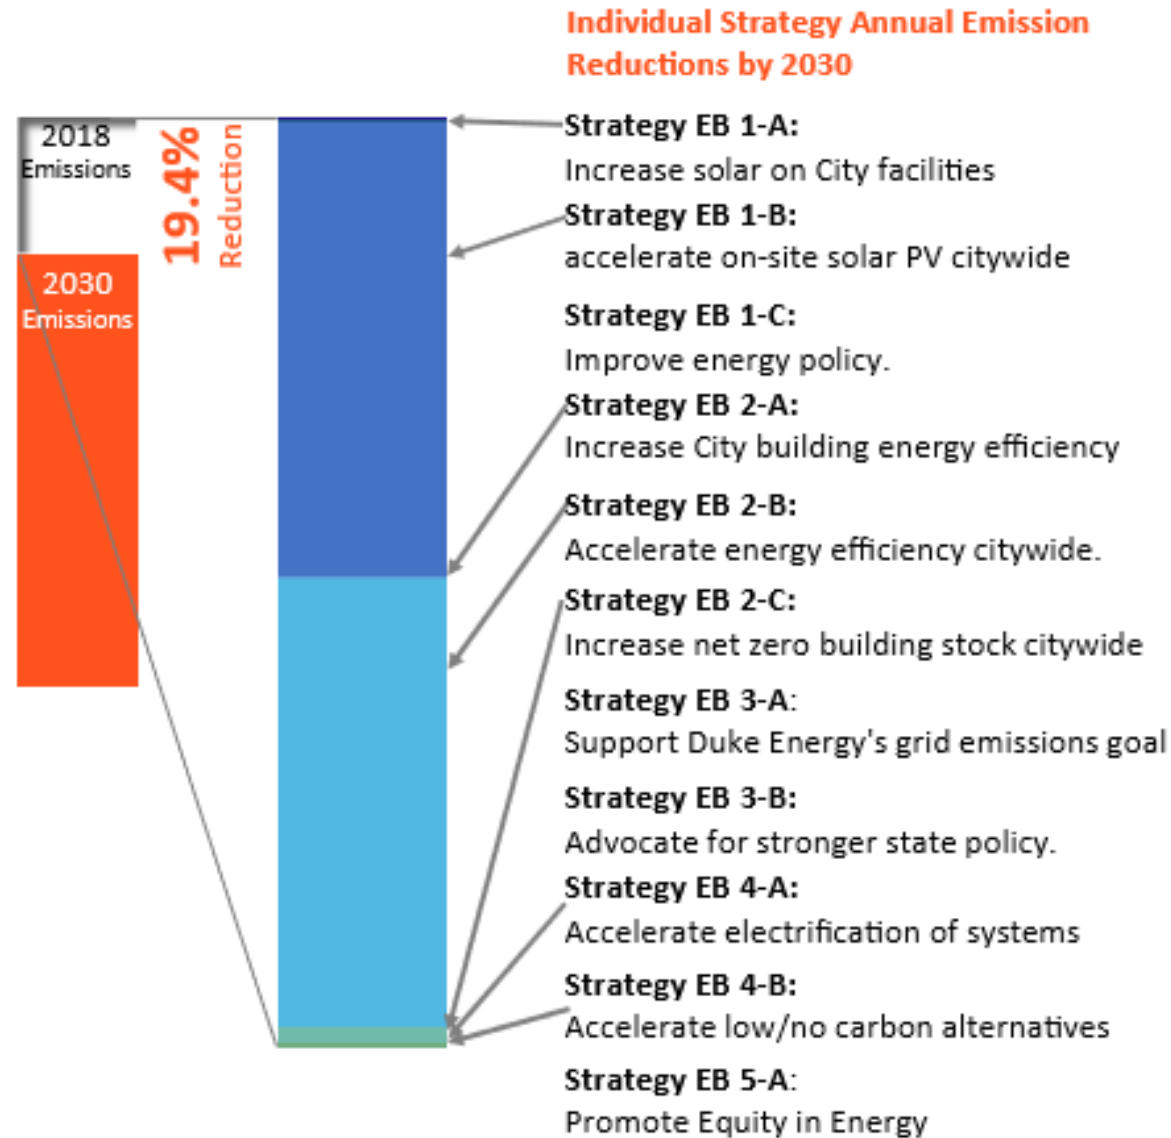 Individual Strategy Annual Emission
Reductions by 2030
2018
Emissions
19.4%
Reduction
2030
Emissions
Strategy EB 1-A:
Increase solar on City facilities
Strategy EB 1-B:
accelerate on-site solar PV citywide
Strategy EB 1-C:
Improve energy policy.
Strategy EB 2-A:
Increase City building energy efficiency
Strategy EB 2-B:
Accelerate energy efficiency citywide.
Strategy EB 2-C:
Increase net zero building stock citywide
Strategy EB 3-A:
Support Duke Energy's grid emissions goal
Strategy EB 3-B:
Advocate for stronger state policy.
Strategy EB 4-A:
Accelerate electrification of systems
Strategy EB 4-B:
Accelerate low/no carbon alternatives
Strategy EB 5-A:
Promote Equity in Energy